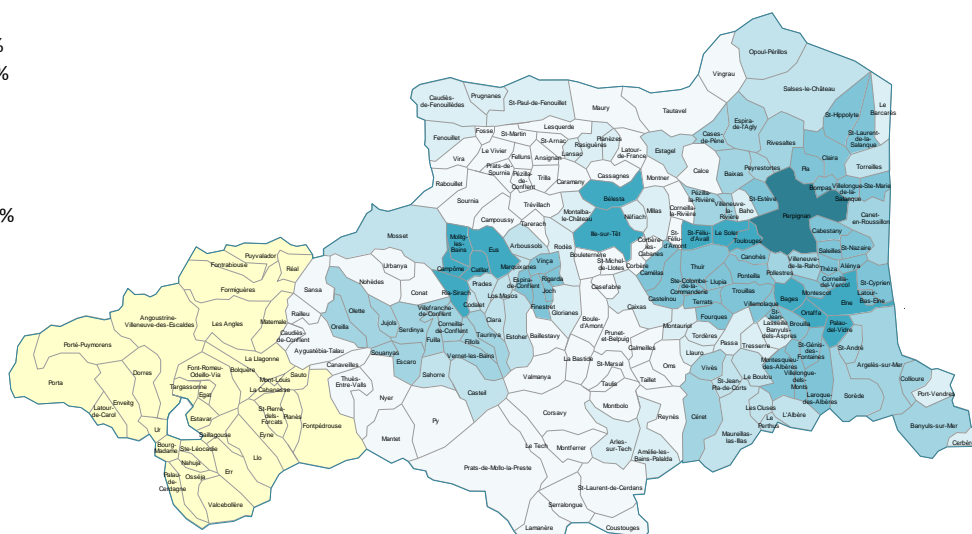 %
%
%
Opoul-Périllos
Vingrau
Salses-le-Château
Caudiès-
de-Fenouillèdes
Prugnanes
St-Paul-de-Fenouillet
Maury
Tautavel
Le
Barcarès
St-Hippolyte
Espira-
de-l'Agly
St-Laurent-
de-la-
Salanque
Fenouillet
Fosse
St-Martin
Lesquerde
St-Arnac
Rasiguères
Planèzes
Cases-
de-Pène
Rivesaltes
Vira
Le Vivier
Felluns
Ansignan
Lansac
Latour-
de-France
Estagel
Claira
Torreilles
Prats-de-
Sournia
Pézilla-
de-
Conflent
Trilla
Caramany
Cassagnes
Montner
Calce
Baixas
Peyrestortes
Pia
Rabouillet
Bompas
Villelongue-
de-la-
Salanque
Ste-Marie
Sournia
Trévillach
Bélesta
Pézilla-
la-Rivière
Villeneuve-
la-
Rivière
St-Estève
Baho
Perpignan
Canet-
en-Roussillon
Campoussy
Tarerach
Montalba-
le-Château
Néfiach
Millas
Corneilla-
la-Rivière
Mosset
Molitg-
les-
Bains
Eus
Arboussols
Rodès
Ille-sur-Têt
Bouleternère
Corbère-
les-
Cabanes
St-
Féliu-
d'Amont
St-Féliu-
d'Avall
Le Soler
Toulouges
Cabestany
Saleilles
St-Nazaire
Puyvalador
Fontrabiouse
Réal
Urbanya
Campôme
Catllar
Marquixanes
Vinça
St-Michel-
de-Llotes
Corbère
Camélas
Thuir
Canohès
Villeneuve-
de-la-Raho
Théza
Alénya
Formiguères
Sansa
Nohèdes
Conat
Ria-Sirach
Prades
Espira-
de-Conflent
Rigarda
Joch
Casefabre
Ste-Colombe-
de-la-
Commanderie
Llupia
Ponteilla
Pollestres
Corneilla-
del-Vercol
St-Cyprien
Los Masos
Codalet
Castelnou
Terrats
Trouillas
Bages
Montescot
Latour-
Bas-Elne
Elne
Angoustrine-
Villeneuve-des-Escaldes
Les Angles
Matemale
Railleu
Olette
Oreilla
Jujols
Serdinya
Villefranche-
de-Conflent
Corneilla-
de-Conflent
Clara
Taurinya
Finestret
Glorianes
Caixas
Fourques
Villemolaque
Ortaffa
Caudiès-
de-Conflent
Fuilla
Fillols
Estoher
Baillestavy
Boule-
d'Amont
Prunet-
et-Belpuig
Montauriol
Tordères
Passa
St-
Jean-
Lasseille
Banyuls-
dels-Aspres
Brouilla
Palau-
del-Vidre
Porté-Puymorens
La Llagonne
Ayguatébia-Talau
Souanyas
Escaro
Vernet-les-Bains
La Bastide
Calmeilles
Llauro
Tresserre
St-Génis-
des-
Fontaines
St-André
Porta
Dorres
Font-Romeu-
Odeillo-Via
Bolquère
Mont-Louis
La Cabanasse
Sauto
Canaveilles
Thuès-
Entre-Valls
Sahorre
Valmanya
St-Marsal
Oms
Vivès
Montesquieu-
des-Albères
Argelès-sur-Mer
Targassonne
Egat
Taulis
Taillet
St-Jean-
Pla-de-Corts
Le Boulou
Villelongue-
dels-
Monts
Laroque-
des-Albères
Sorède
Collioure
Port-Vendres
Latour-
de-Carol
Enveitg
Estavar
St-Pierre-
dels-
Forcats
Planès
Fontpédrouse
Nyer
Castell
Corsavy
Montbolo
Reynès
Céret
Les Cluses
Le
Perthus
L'Albère
Banyuls-sur-Mer
Ur
Saillagouse
Eyne
Mantet
Py
Maureillas-
las-Illas
Bourg-
Madame
Ste-Léocadie
Nahuja
Err
Llo
Le Tech
Montferrer
Arles-
sur-Tech
Amélie-les-
Bains-Palalda
Cerbère
Palau-
de-
Cerdagne
Osséja
Prats-de-Mollo-la-Preste
Valcebollère
St-Laurent-de-Cerdans
Serralongue
Lamanère
Coustouges